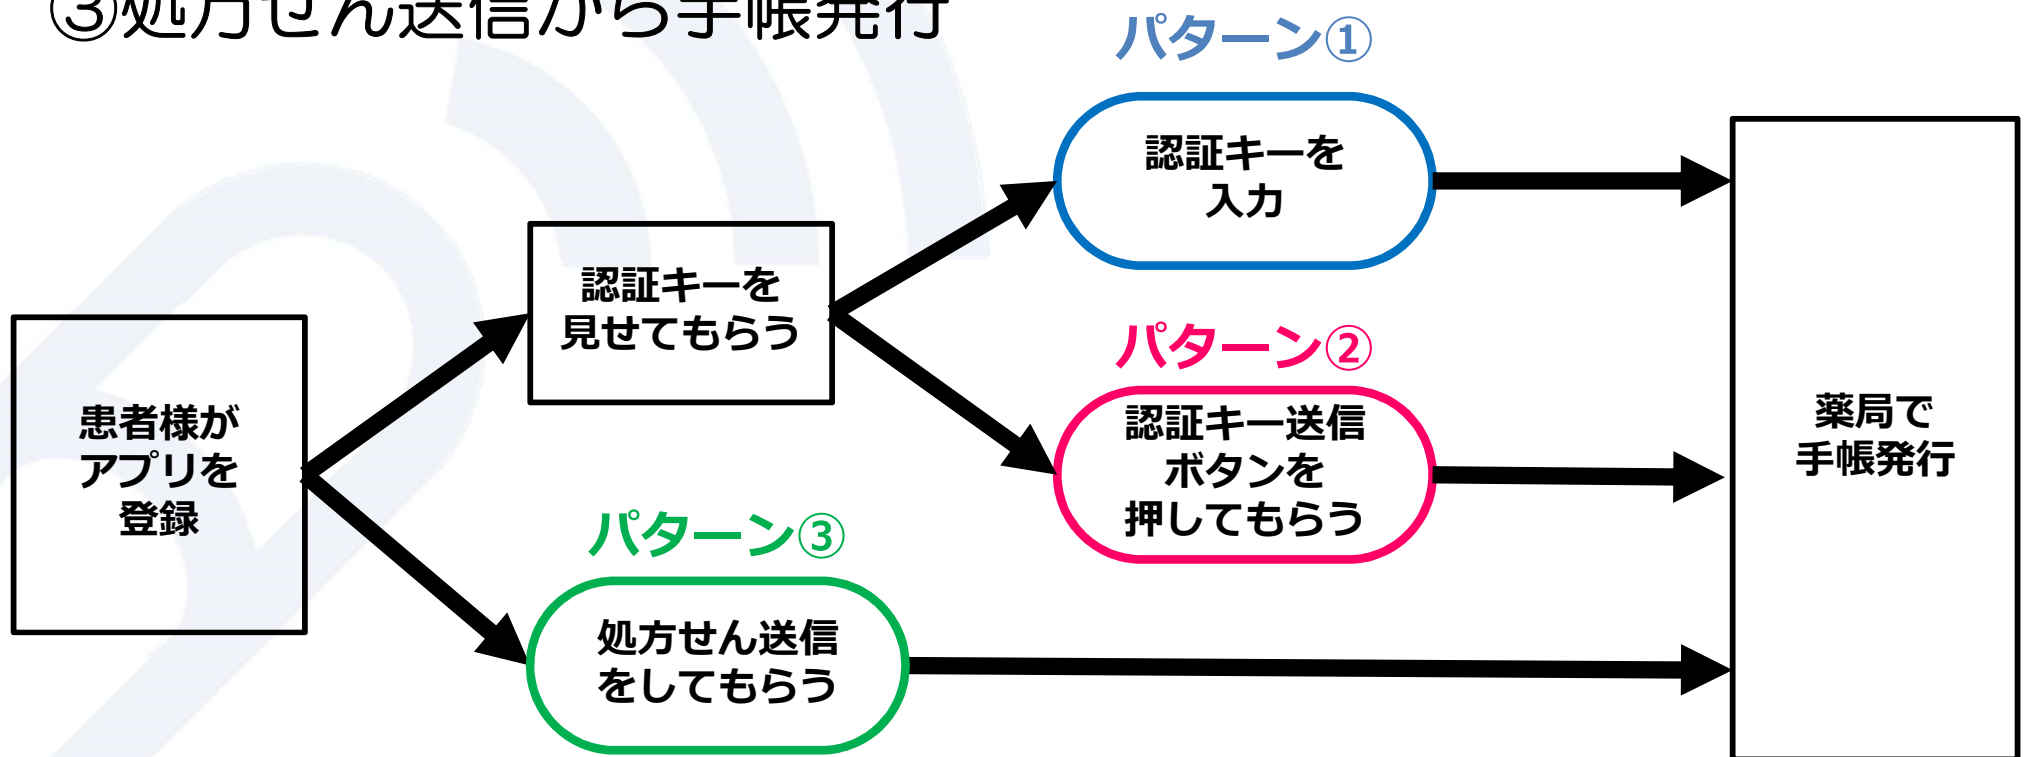 ③処方せん送信から手帳発行
パターン①
認証キーを
入力
認証キーを
見せてもらう
患者様が
アプリを
登録
パターン②
認証キー送信
ボタンを
押してもらう
パターン③
処方せん送信
をしてもらう
薬局で
手帳発行